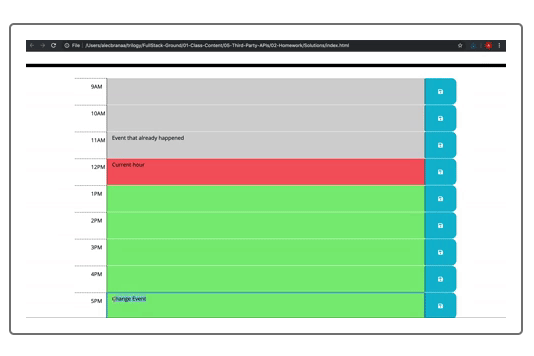 File | /Users/alecbranaa/trilogy/FullStack-Ground/01-Class-Content/05-Third-Party-APIs/02-Homework/Solutions/index.html
9AM
10AM
11AM Event that already happened
12PM Current hour
1PM
2PM
3PM
4PM
5PM Change Event